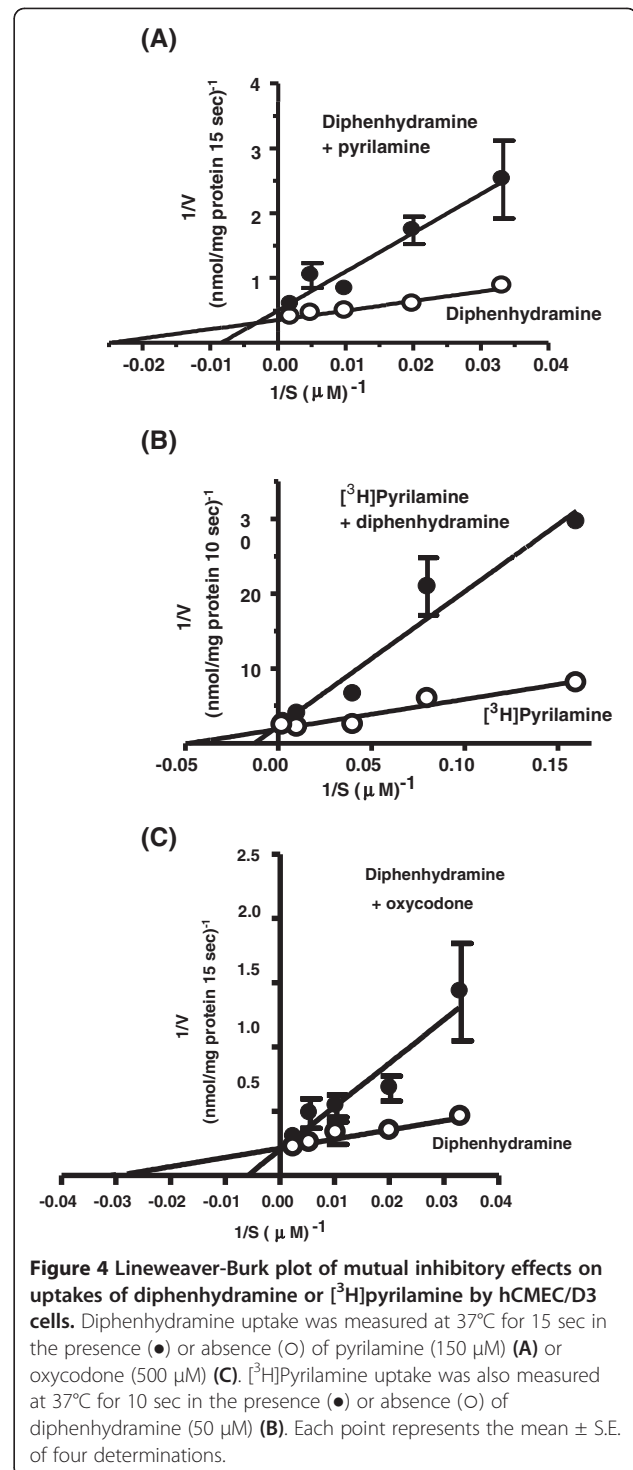 (A)
4
3
2
1
1/V
(nmol/mg protein 15 sec)-1
Diphenhydramine
+ pyrilamine
Diphenhydramine
-0.02 -0.01 0.00 0.01 0.02 0.03 0.04
1/S (μM)-1
(B)
3
0
20
10
1/V
(nmol/mg protein 10 sec)-1
[3H]Pyrilamine
+ diphenhydramine
[3H]Pyrilamine
-0.05 0.00 0.05 0.10 0.15
1/S (μM)-1
(C)
2.5
2.0
1.5
1.0
0.5
1/V
(nmol/mg protein 15 sec)-1
Diphenhydramine
+ oxycodone
Diphenhydramine
-0.04 -0.03 -0.02 -0.01 0.00 0.01 0.02 0.03 0.04
1/S (μM)-1
Figure 4 Lineweaver-Burk plot of mutual inhibitory effects on
uptakes of diphenhydramine or [3H]pyrilamine by hCMEC/D3
cells. Diphenhydramine uptake was measured at 37°C for 15 sec in
the presence (●) or absence (○) of pyrilamine (150 μM) (A) or
oxycodone (500 μM) (C). [3H]Pyrilamine uptake was also measured
at 37°C for 10 sec in the presence (●) or absence (○) of
diphenhydramine (50 μM) (B). Each point represents the mean ± S.E.
of four determinations.